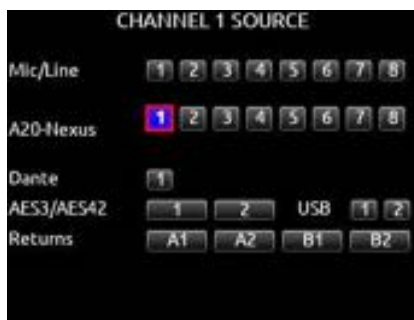 CHANNEL 1 SOURCE
Mic/Line 1 2 3 4 5 6 7 8
A20-Nexus 1 2 3 4 5 6 7 8
Dante 1
AES3/AES42 1 2 USB 1 2
Returns A1 A2 B1 B2